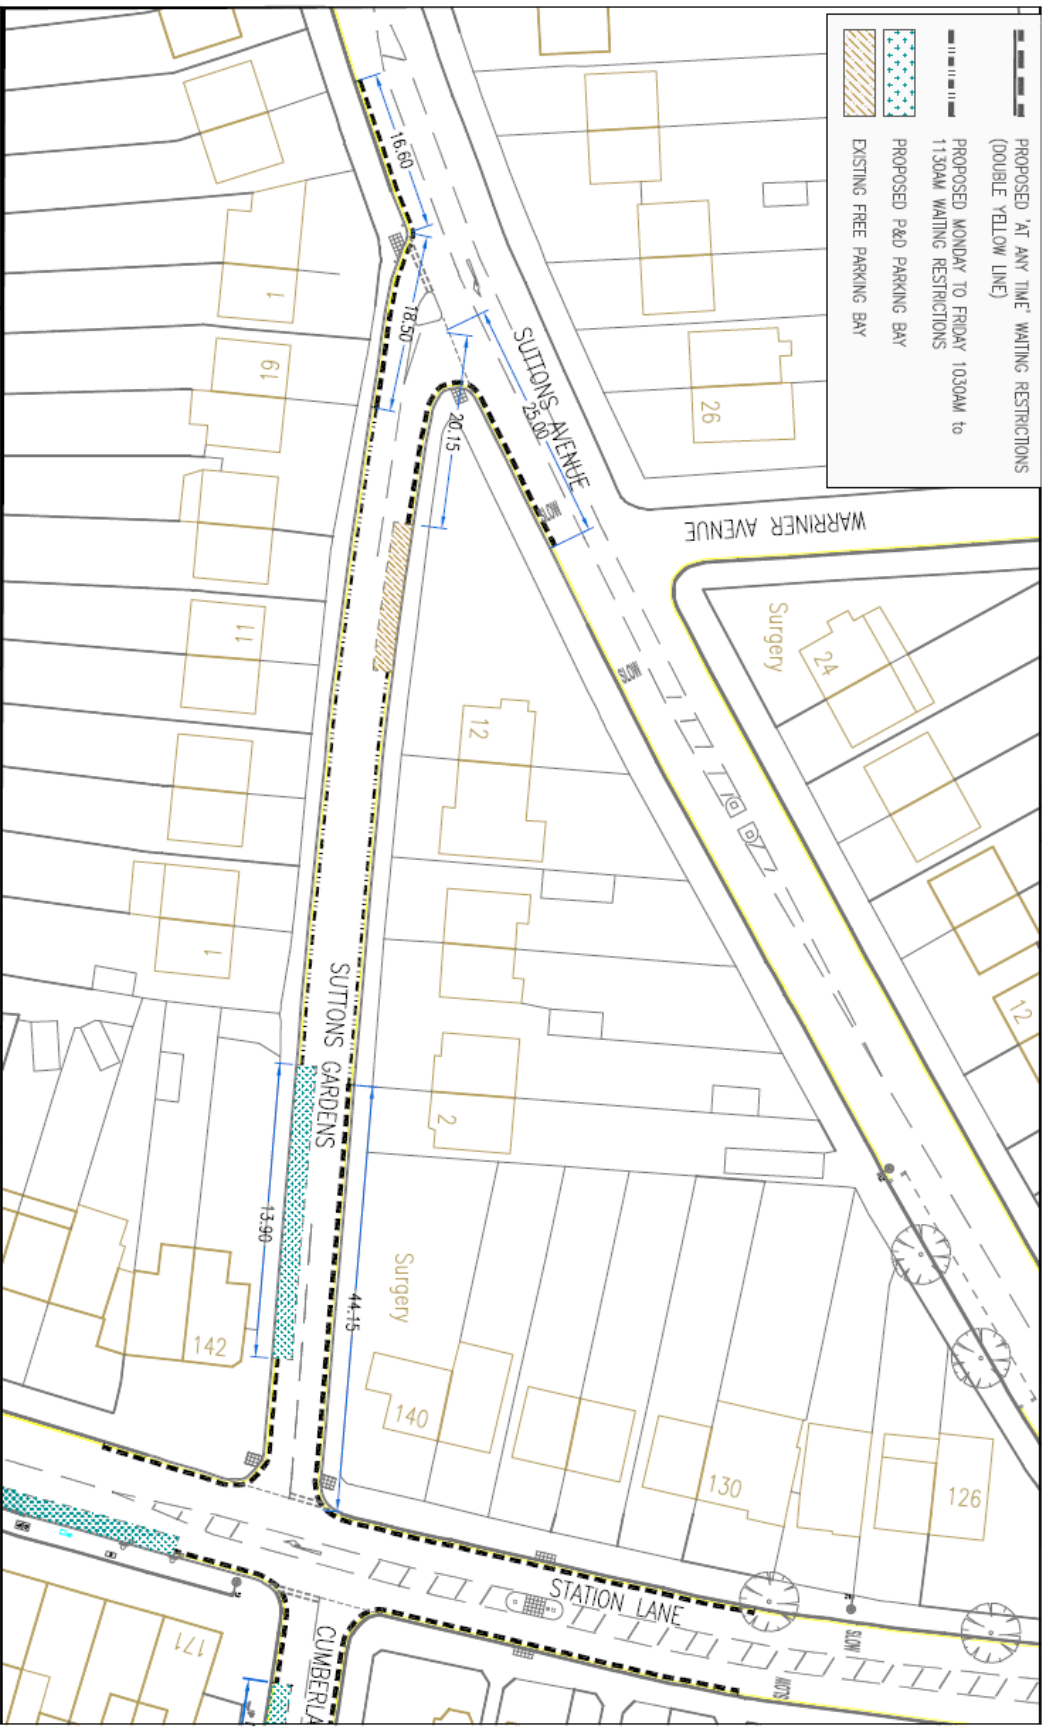 PROPOSED 'AT ANY TIME' WAITING RESTRICTIONS
(DOUBLE YELLOW LINE)
PROPOSED MONDAY TO FRIDAY 1030AM to
1130AM WAITING RESTRICTIONS
PROPOSED P&D PARKING BAY
EXISTING FREE PARKING BAY
16.60
18.50
20.15
25.00
SUTTONS AVENUE
26
WARRINER AVENUE
Surgery
24
12
SLOW
SLOW
1
19
11
1
12
2
SUTTONS GARDENS
13.90
44.15
Surgery
142
140
130
126
STATION LANE
SLOW
SLOW
CUMBERLA
171